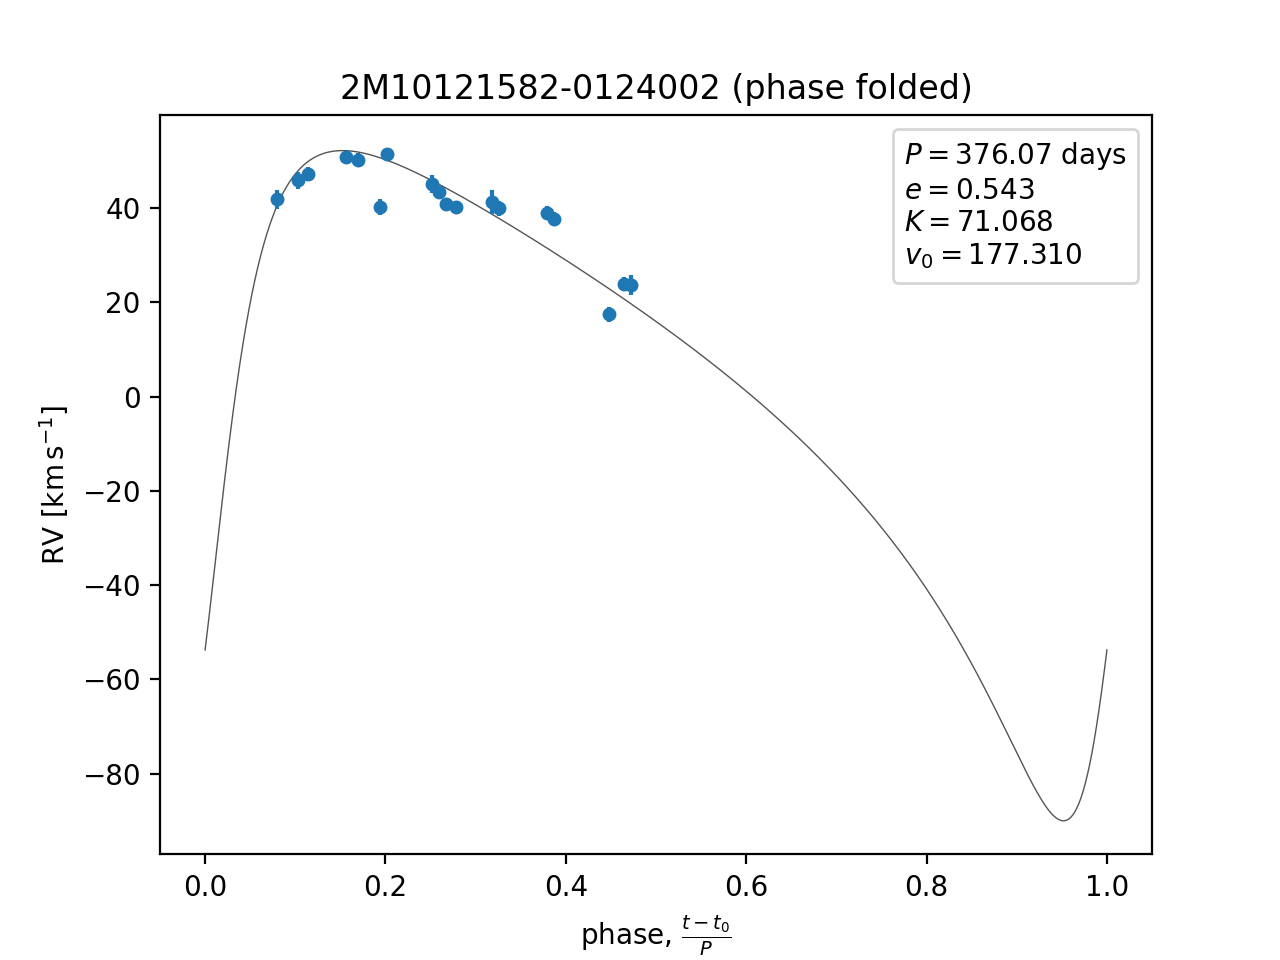 2M10121582-0124002 (phase folded)
P = 376.07 days
e = 0.543
K = 71.068
v₀ = 177.310
RV [km s⁻¹]
40
20
0
−20
−40
−60
−80
0.0 0.2 0.4 0.6 0.8 1.0
phase, (t − t₀)/P